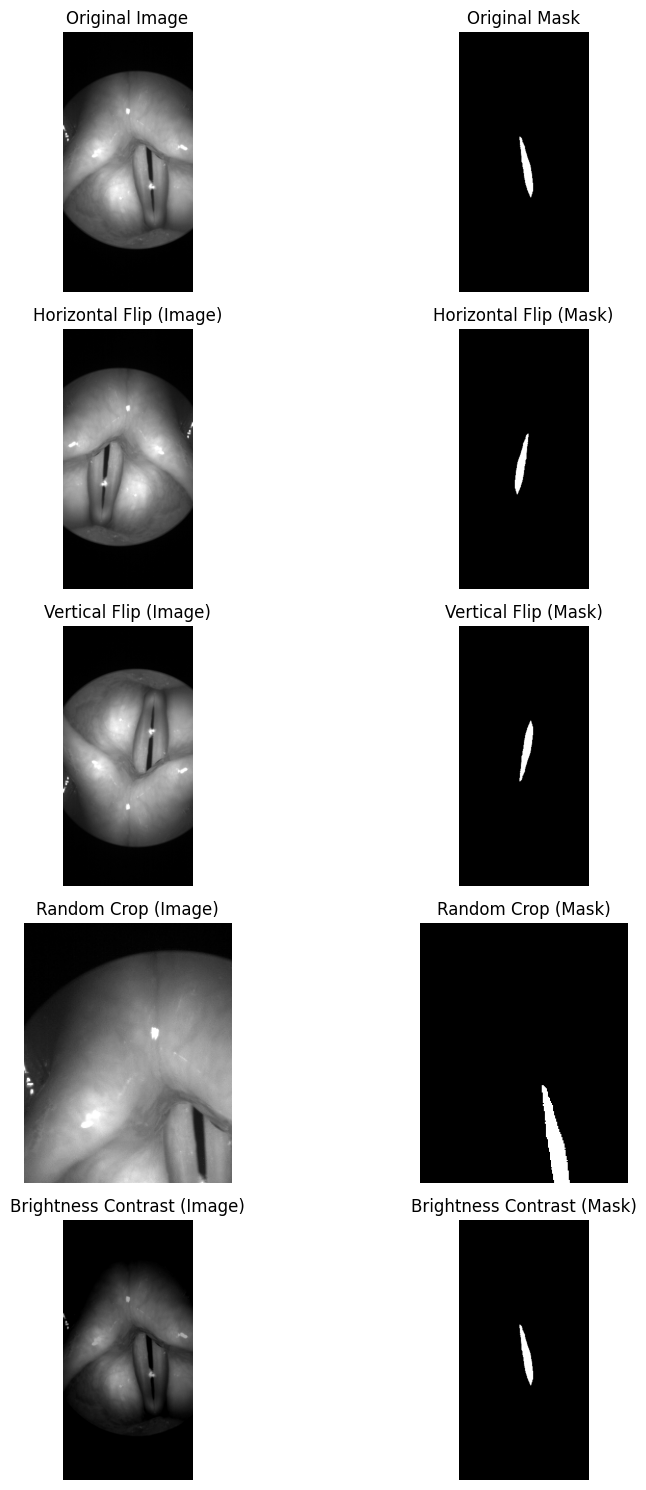 Original Image
Original Mask
Horizontal Flip (Image)
Horizontal Flip (Mask)
Vertical Flip (Image)
Vertical Flip (Mask)
Random Crop (Image)
Random Crop (Mask)
Brightness Contrast (Image)
Brightness Contrast (Mask)